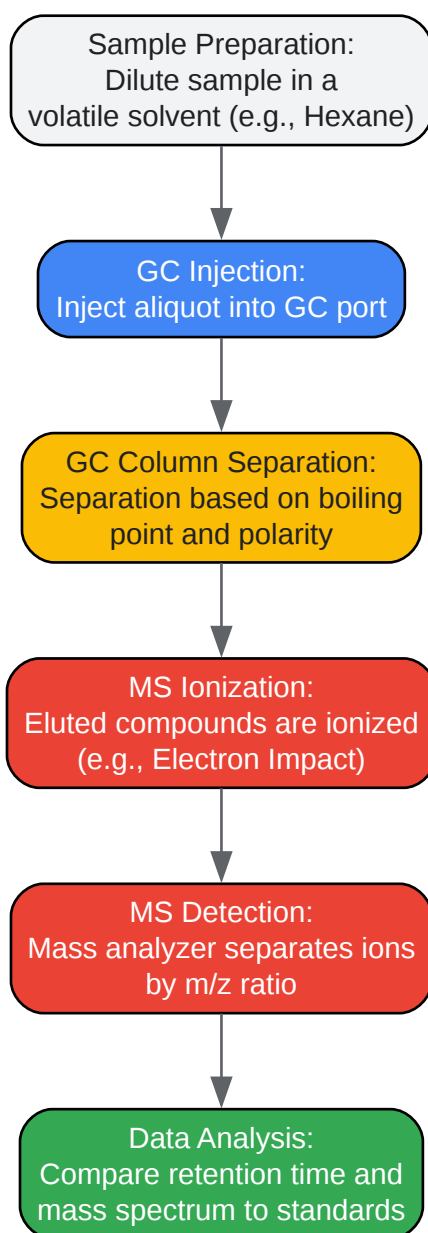 Sample Preparation:
Dilute sample in a
volatile solvent (e.g., Hexane)
GC Injection:
Inject aliquot into GC port
GC Column Separation:
Separation based on boiling
point and polarity
MS Ionization:
Eluted compounds are ionized
(e.g., Electron Impact)
MS Detection:
Mass analyzer separates ions
by m/z ratio
Data Analysis:
Compare retention time and
mass spectrum to standards